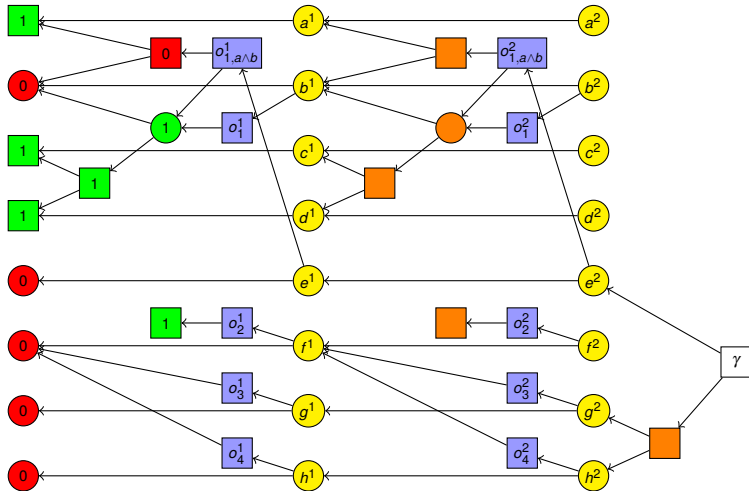 1 a¹ a²
0 o¹₁,ₐ∧b o²₁,ₐ∧b
0 b¹ b²
1 o¹₁ o²₁
1 c¹ c²
1
1 d¹ d²
0 e¹ e²
1 o¹₂ o²₂
0 f¹ f²
γ
o¹₃ o²₃
0 g¹ g²
o¹₄ o²₄
0 h¹ h²